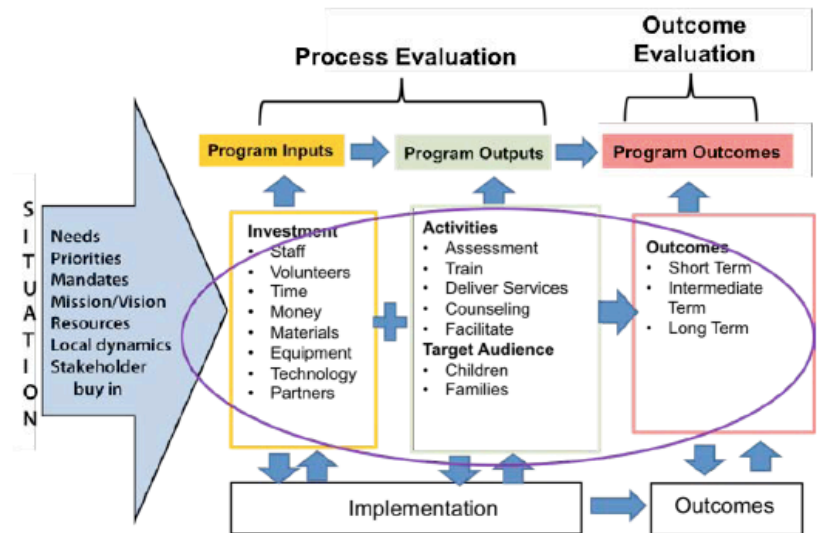 Outcome
Evaluation
Process Evaluation
Program Inputs
Program Outputs
Program Outcomes
SITUATION
Needs
Priorities
Mandates
Mission/Vision
Resources
Local dynamics
Stakeholder
buy in
Investment
• Staff
• Volunteers
• Time
• Money
• Materials
• Equipment
• Technology
• Partners
Activities
• Assessment
• Train
• Deliver Services
• Counseling
• Facilitate
Target Audience
• Children
• Families
Outcomes
• Short Term
• Intermediate
Term
• Long Term
Implementation
Outcomes